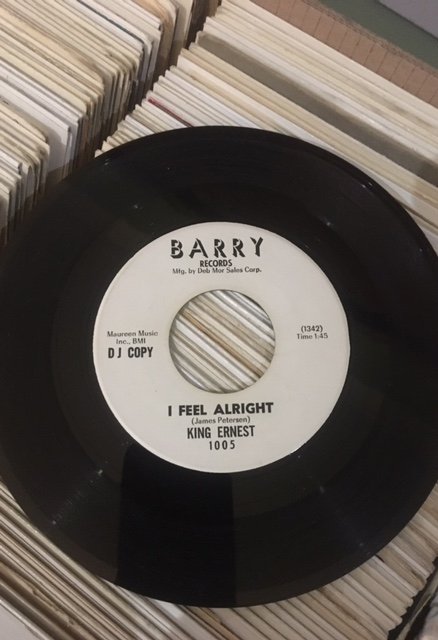 BARRY
RECORDS
Mfg. by Deb Mor Sales Corp.
Maureen Music
Inc., BMI
DJ COPY
(1342)
Time 1:45
I FEEL ALRIGHT
(James Petersen)
KING ERNEST
1005